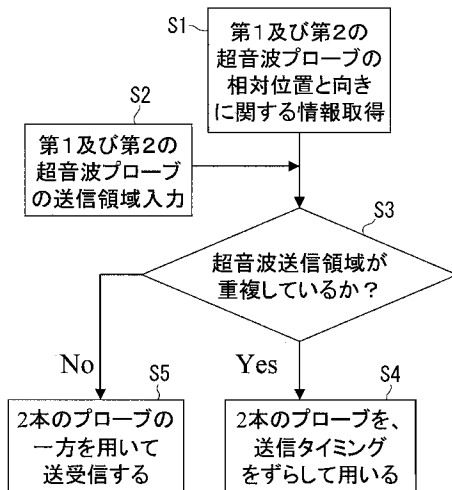 S1
第1及び第2の
超音波プローブの
相対位置と向き
に関する情報取得
S2
第1及び第2の
超音波プローブ
の送信領域入力
S3
超音波送信領域が
重複しているか?
No
Yes
S5
2本のプローブの
一方を用いて
送受信する
S4
2本のプローブを、
送信タイミング
をずらして用いる